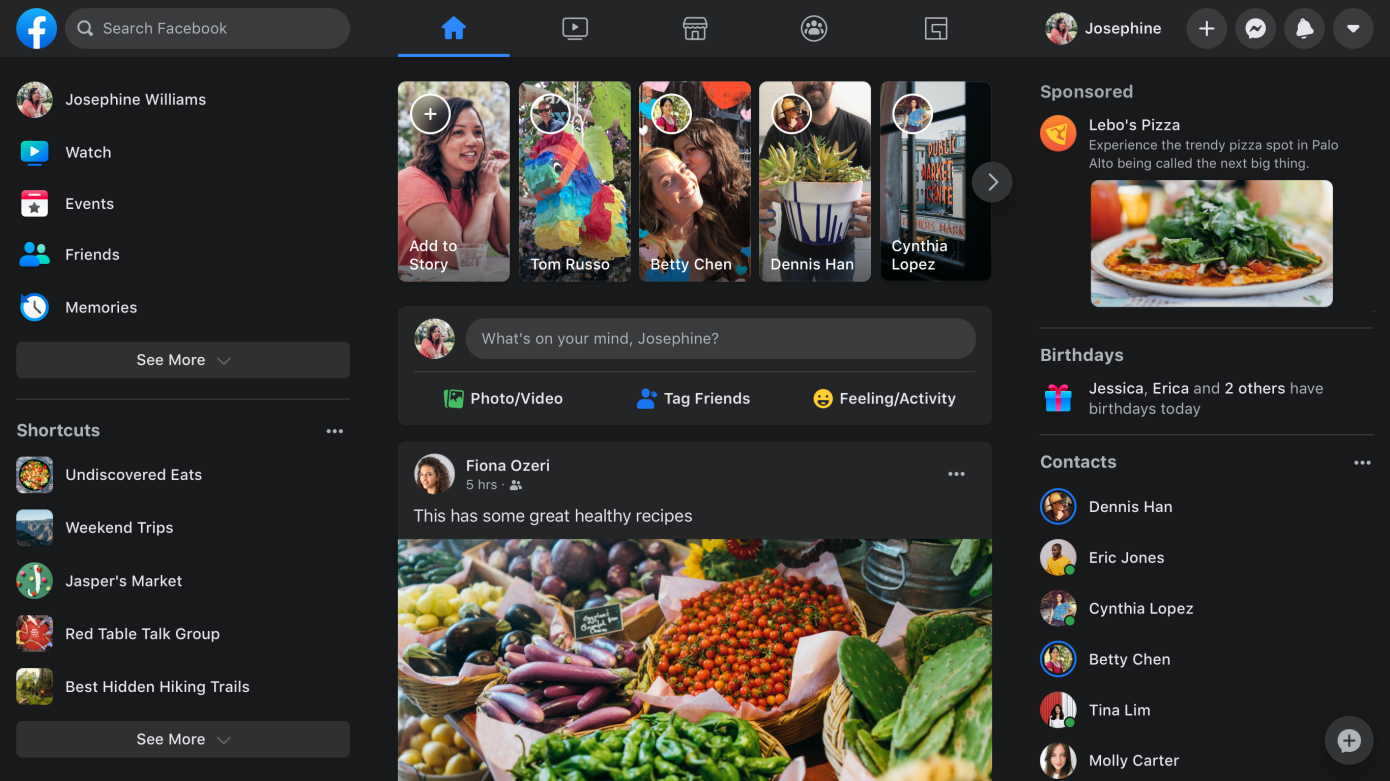 Search Facebook
Josephine
Josephine Williams
Watch
Events
Friends
Memories
See More
Shortcuts
Undiscovered Eats
Weekend Trips
Jasper's Market
Red Table Talk Group
Best Hidden Hiking Trails
See More
Add to
Story
Tom Russo
Betty Chen
Dennis Han
PUBLIC
MARKET
Cynthia
Lopez
What's on your mind, Josephine?
Photo/Video
Tag Friends
Feeling/Activity
Fiona Ozeri
5 hrs ·
This has some great healthy recipes
Sponsored
Lebo's Pizza
Experience the trendy pizza spot in Palo
Alto being called the next big thing.
Birthdays
Jessica, Erica and 2 others have
birthdays today
Contacts
Dennis Han
Eric Jones
Cynthia Lopez
Betty Chen
Tina Lim
Molly Carter